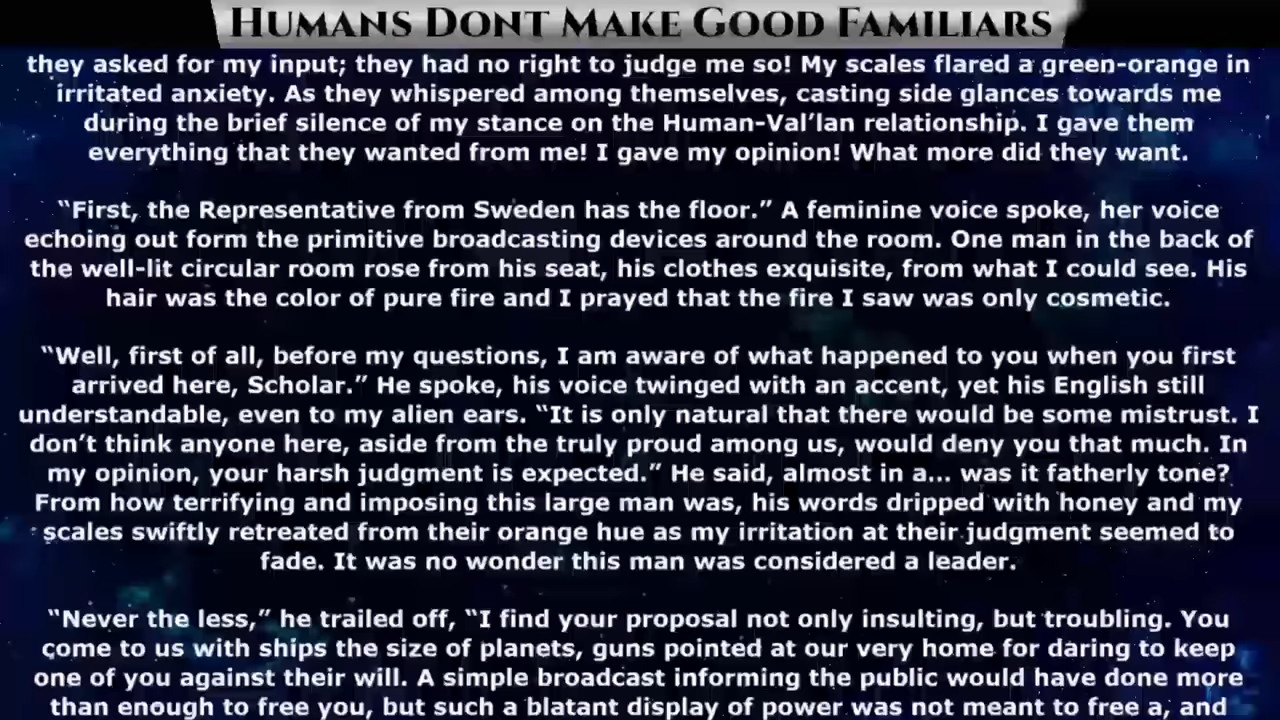 HUMANS DONT MAKE GOOD FAMILIARS
they asked for my input; they had no right to judge me so! My scales flared a green-orange in
irritated anxiety. As they whispered among themselves, casting side glances towards me
during the brief silence of my stance on the Human-Val’lan relationship. I gave them
everything that they wanted from me! I gave my opinion! What more did they want.
“First, the Representative from Sweden has the floor.” A feminine voice spoke, her voice
echoing out form the primitive broadcasting devices around the room. One man in the back of
the well-lit circular room rose from his seat, his clothes exquisite, from what I could see. His
hair was the color of pure fire and I prayed that the fire I saw was only cosmetic.
“Well, first of all, before my questions, I am aware of what happened to you when you first
arrived here, Scholar.” He spoke, his voice twinged with an accent, yet his English still
understandable, even to my alien ears. “It is only natural that there would be some mistrust. I
don’t think anyone here, aside from the truly proud among us, would deny you that much. In
my opinion, your harsh judgment is expected.” He said, almost in a... was it fatherly tone?
From how terrifying and imposing this large man was, his words dripped with honey and my
scales swiftly retreated from their orange hue as my irritation at their judgment seemed to
fade. It was no wonder this man was considered a leader.
“Never the less,” he trailed off, “I find your proposal not only insulting, but troubling. You
come to us with ships the size of planets, guns pointed at our very home for daring to keep
one of you against their will. A simple broadcast informing the public would have done more
than enough to free you, but such a blatant display of power was not meant to free a, and